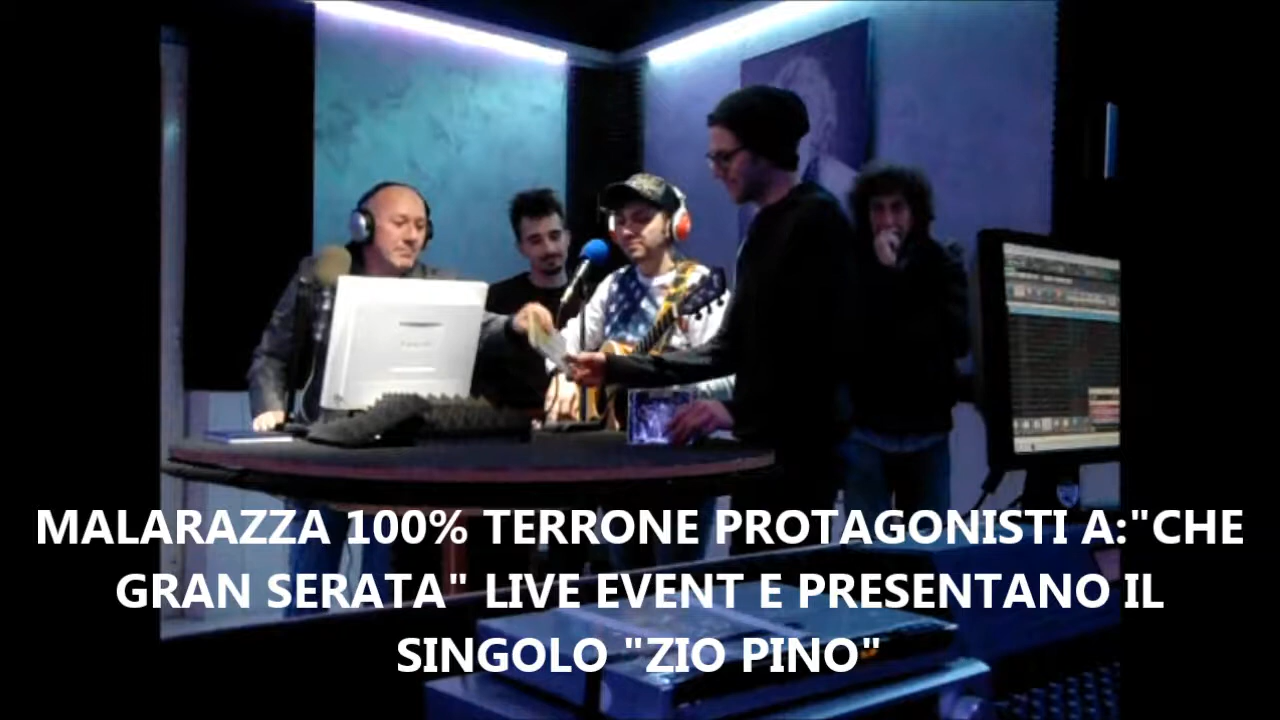 MALARAZZA 100% TERRONE PROTAGONISTI A:"CHE
GRAN SERATA" LIVE EVENT E PRESENTANO IL
SINGOLO "ZIO PINO"